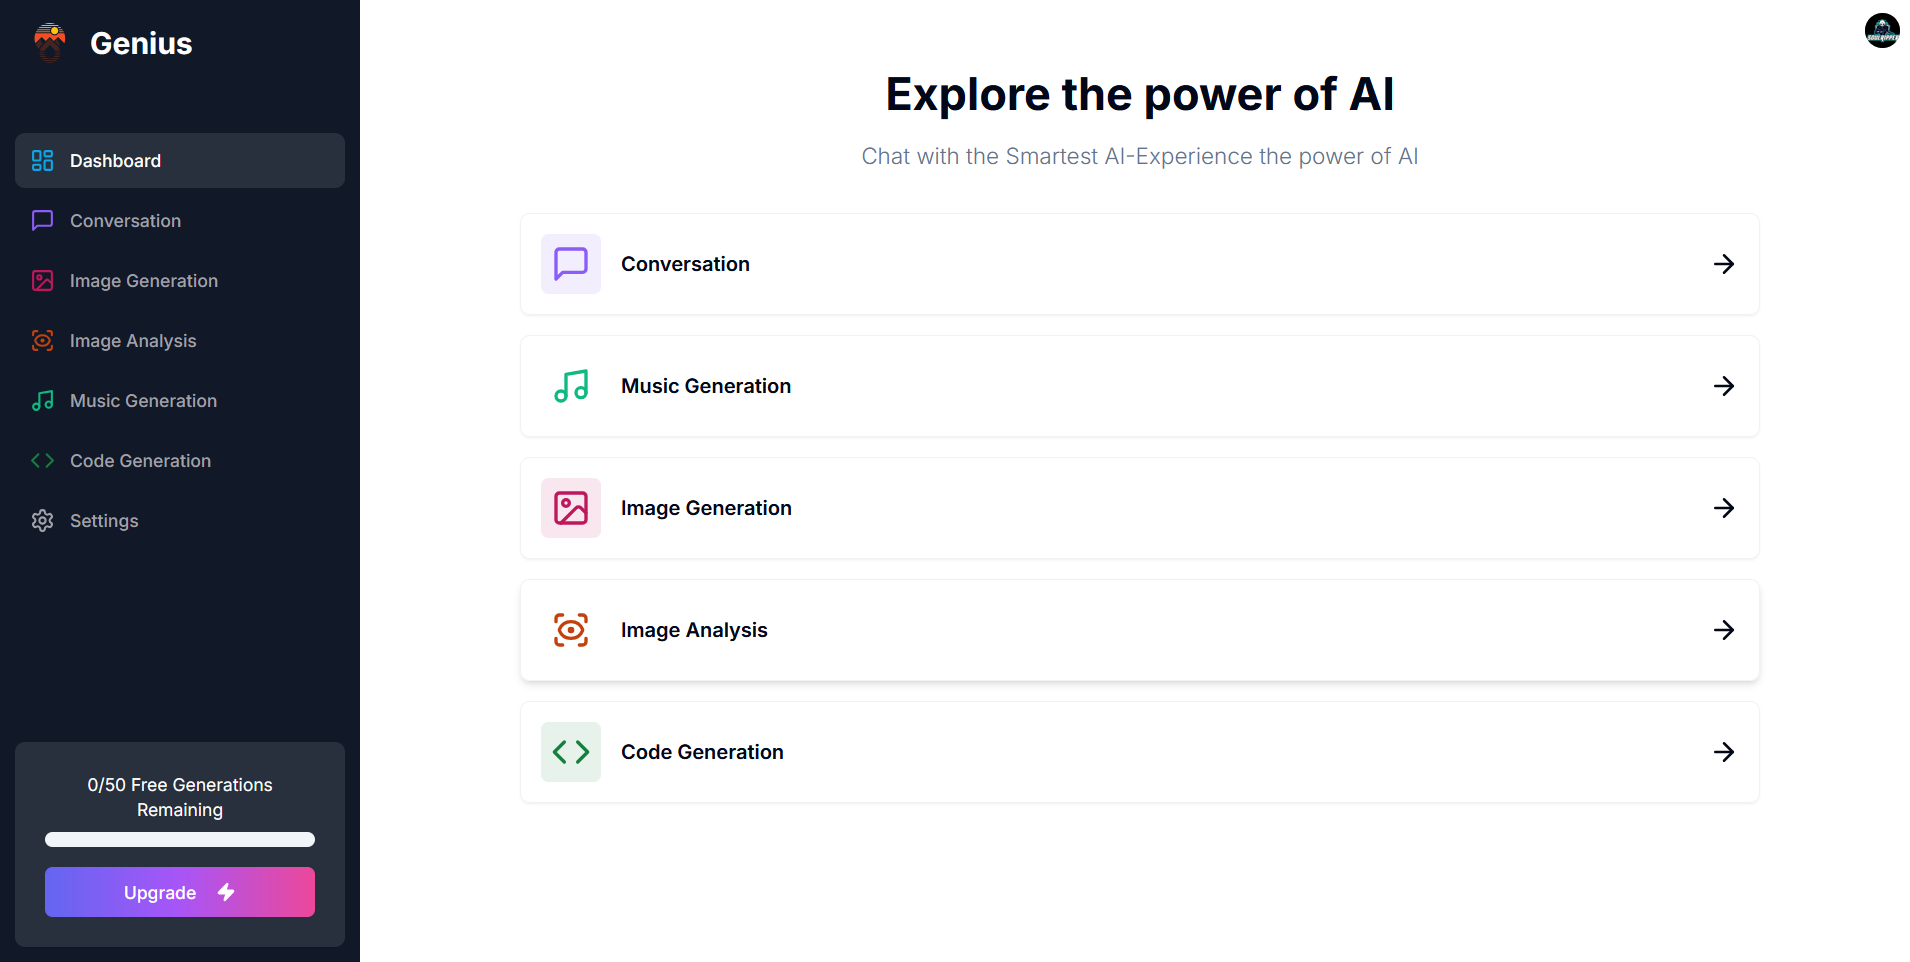 Genius
Dashboard
Conversation
Image Generation
Image Analysis
Music Generation
Code Generation
Settings
0/50 Free Generations
Remaining
Upgrade
Explore the power of AI
Chat with the Smartest AI-Experience the power of AI
Conversation
Music Generation
Image Generation
Image Analysis
Code Generation